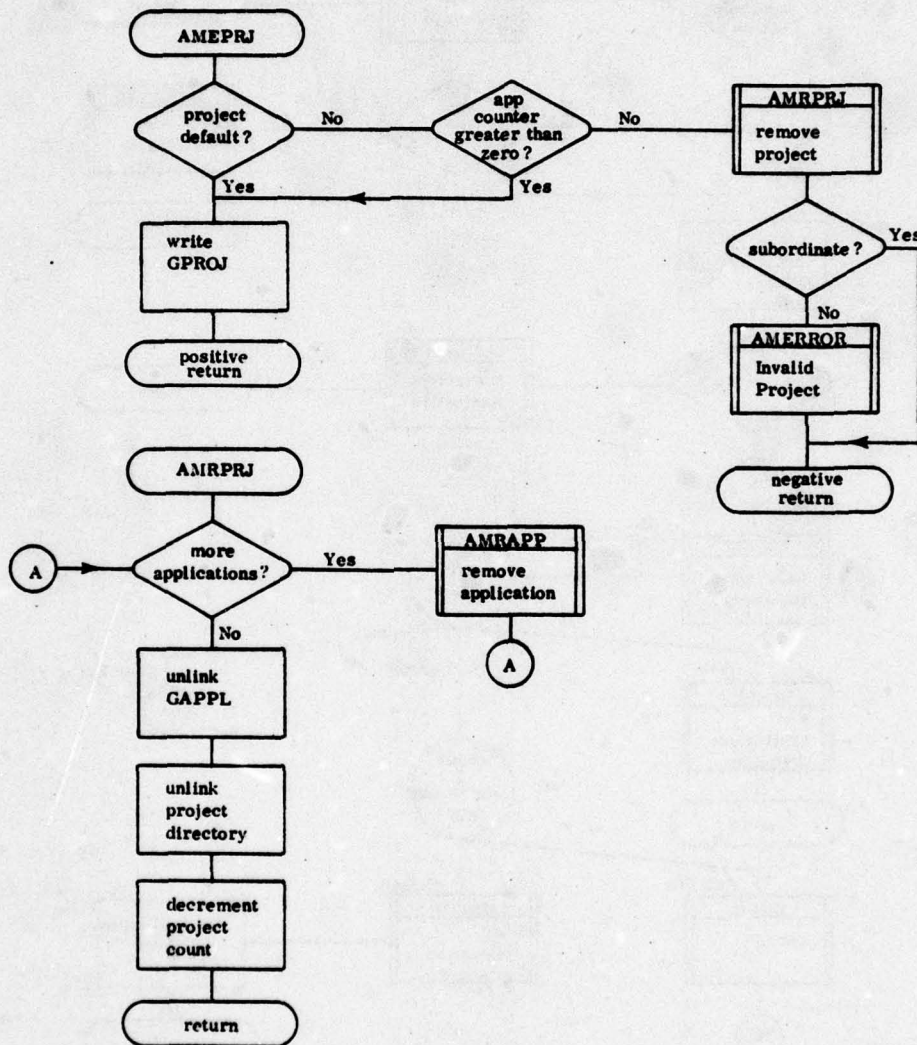 AMEPRJ
project
default?
No
app
counter
greater than
zero?
No
AMRPRJ
remove
project
Yes
Yes
write
GPROJ
subordinate?
Yes
No
positive
return
AMERROR
Invalid
Project
negative
return
AMRPRJ
A
more
applications?
Yes
AMRAPP
remove
application
No
A
unlink
GAPPL
unlink
project
directory
decrement
project
count
return